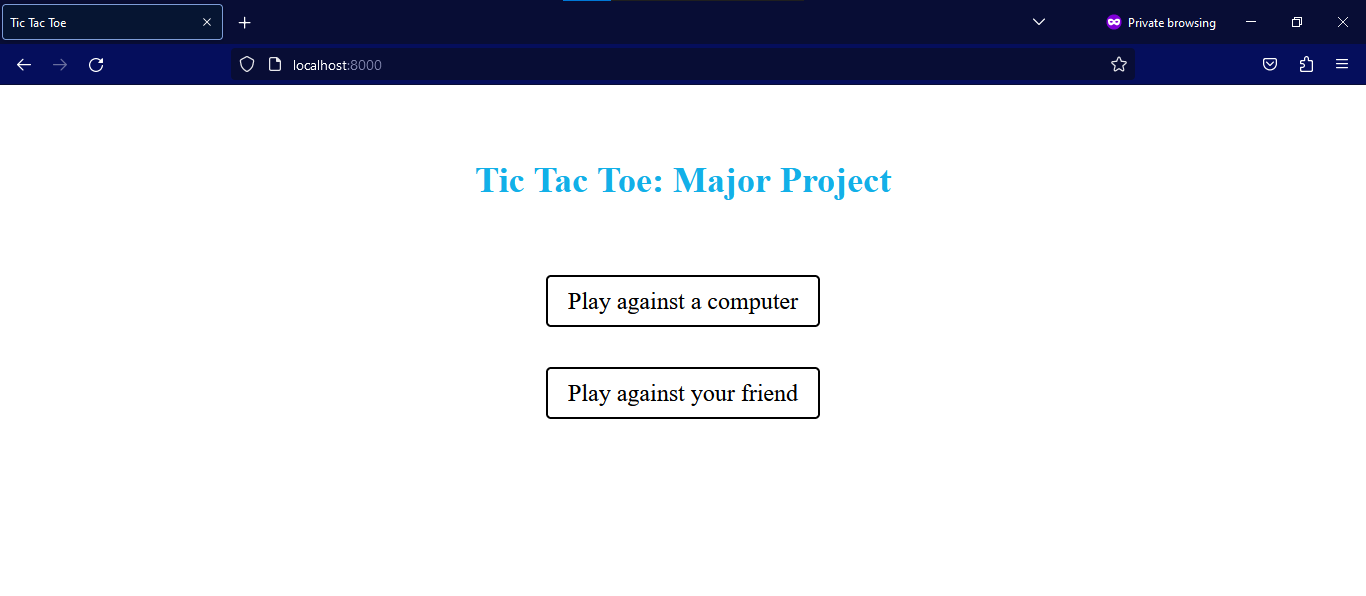 Tic Tac Toe
Private browsing
localhost:8000
Tic Tac Toe: Major Project
Play against a computer
Play against your friend